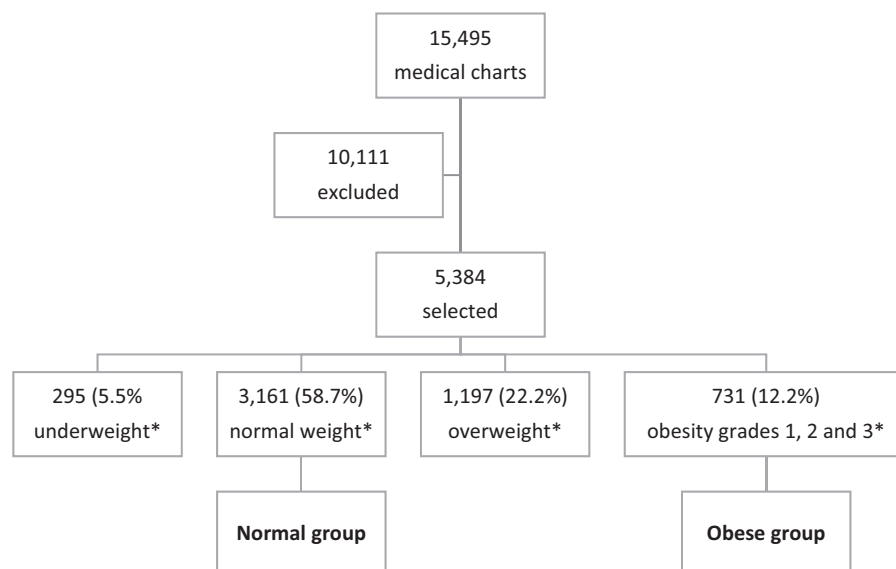 15,495
medical charts
10,111
excluded
5,384
selected
295 (5.5%
underweight*
3,161 (58.7%)
normal weight*
1,197 (22.2%)
overweight*
731 (12.2%)
obesity grades 1, 2 and 3*
Normal group
Obese group